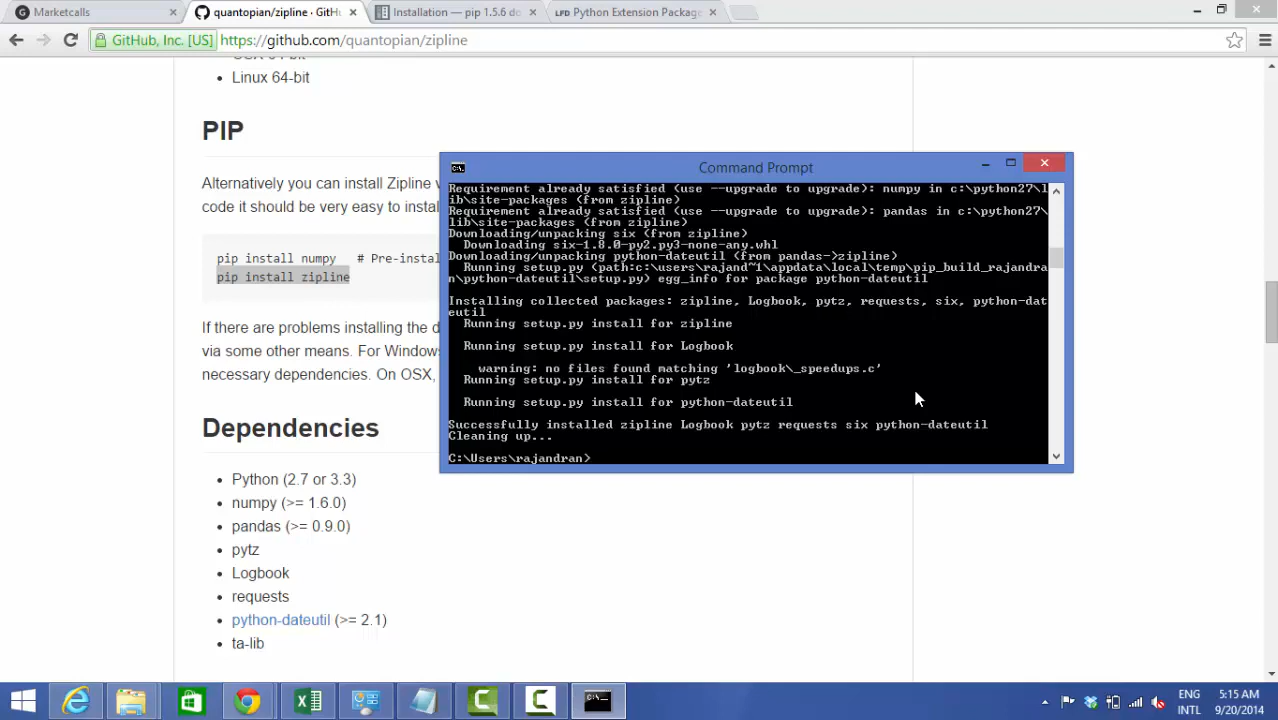 Marketcalls
quantopian/zipline · GitHu
Installation — pip 1.5.6 do
LFD Python Extension Package
GitHub, Inc. [US]
https://github.com/quantopian/zipline
Linux 64-bit
PIP
Alternatively you can install Zipline
code it should be very easy to instal
pip install numpy # Pre-instal
pip install zipline
If there are problems installing the d
via some other means. For Windows
necessary dependencies. On OSX,
Dependencies
Python (2.7 or 3.3)
numpy (>= 1.6.0)
pandas (>= 0.9.0)
pytz
Logbook
requests
python-dateutil (>= 2.1)
ta-lib
Command Prompt
Requirement already satisfied (use --upgrade to upgrade): numpy in c:\python27\l
ib\site-packages (from zipline)
Requirement already satisfied (use --upgrade to upgrade): pandas in c:\python27\
lib\site-packages (from zipline)
Downloading/unpacking six (from zipline)
Downloading six-1.8.0-py2.py3-none-any.whl
Downloading/unpacking python-dateutil (from pandas->zipline)
Running setup.py (path:c:\users\rajand~1\appdata\local\temp\pip_build_rajandra
n\python-dateutil\setup.py) egg_info for package python-dateutil
Installing collected packages: zipline, Logbook, pytz, requests, six, python-dat
eutil
Running setup.py install for zipline
Running setup.py install for Logbook
warning: no files found matching 'logbook\_speedups.c'
Running setup.py install for pytz
Running setup.py install for python-dateutil
Successfully installed zipline Logbook pytz requests six python-dateutil
Cleaning up...
C:\Users\rajandran>
ENG
INTL
5:15 AM
9/20/2014